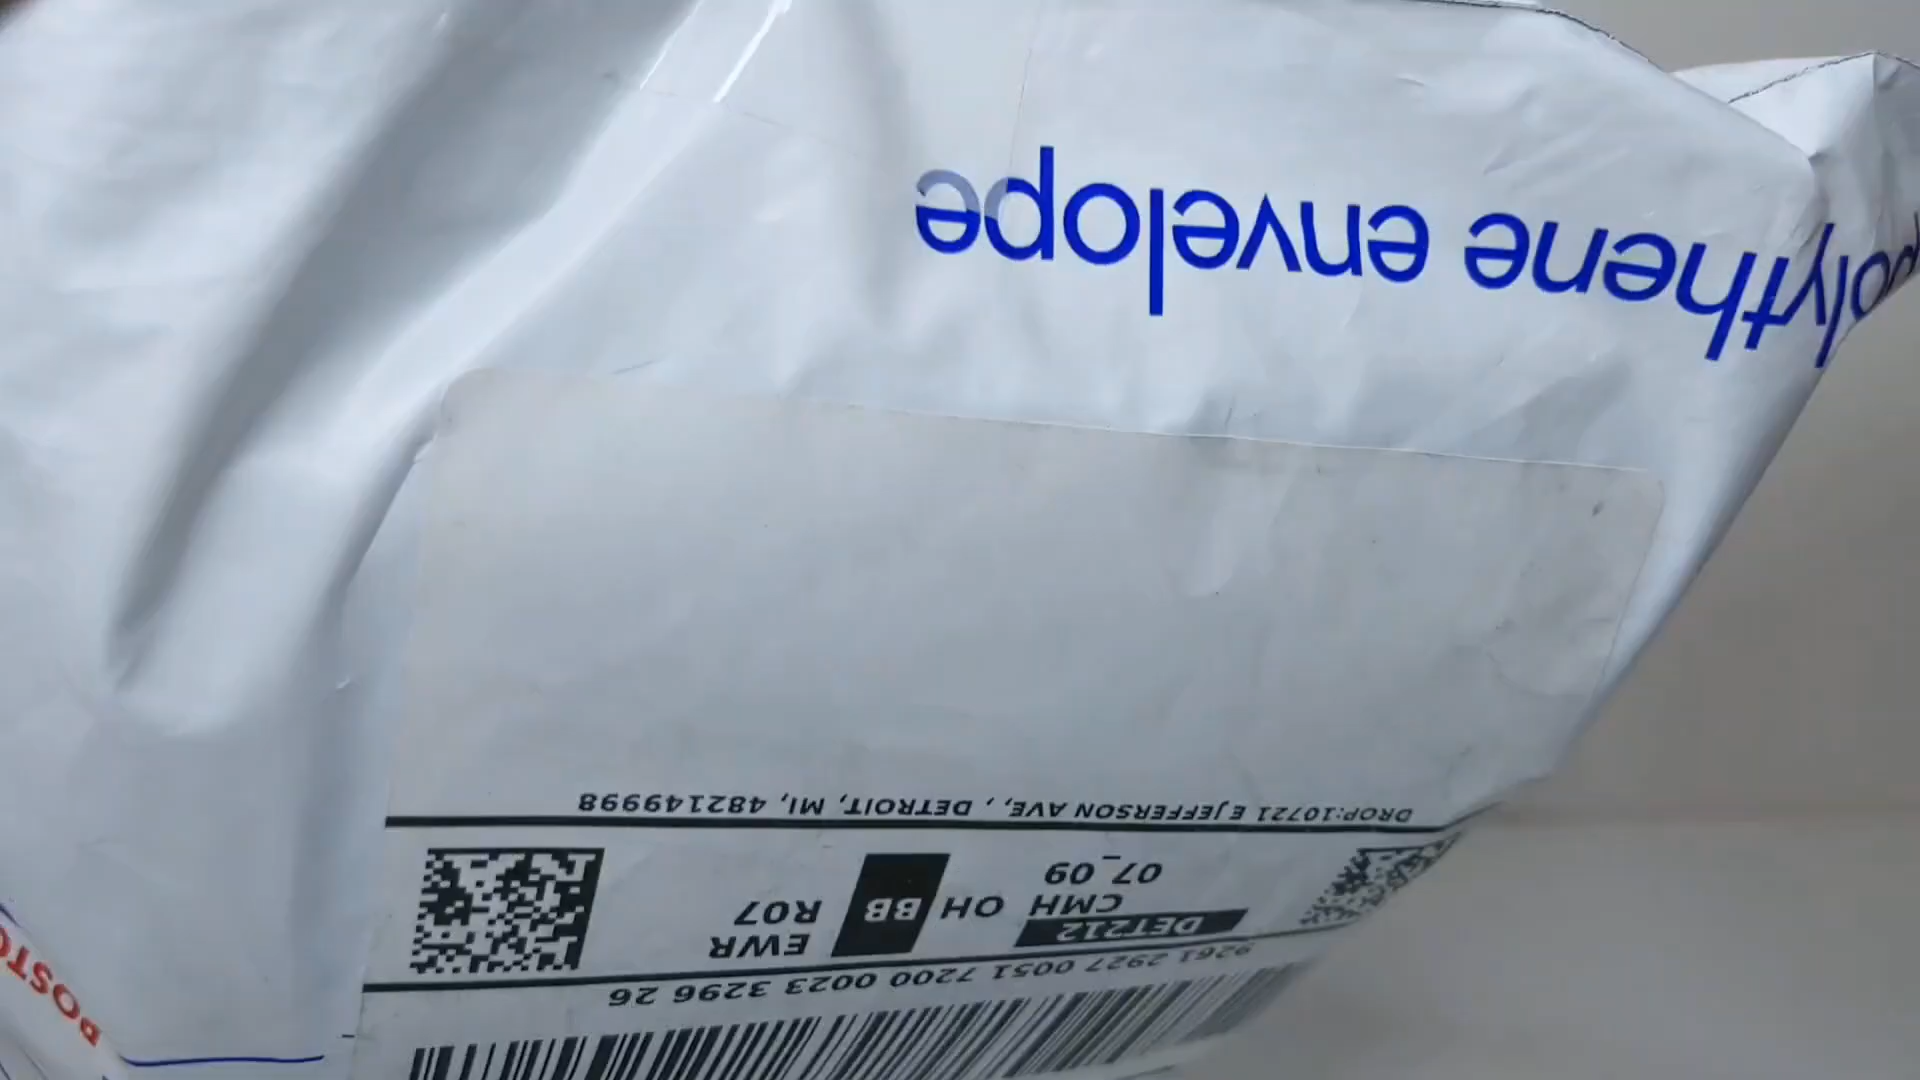 9261 2927 0051 7200 0023 3296 26
DET212
CMH OH BB EWR
07_09 R07
DROP:10721 E JEFFERSON AVE, , DETROIT, MI, 482149998
polythene envelope
POSTO